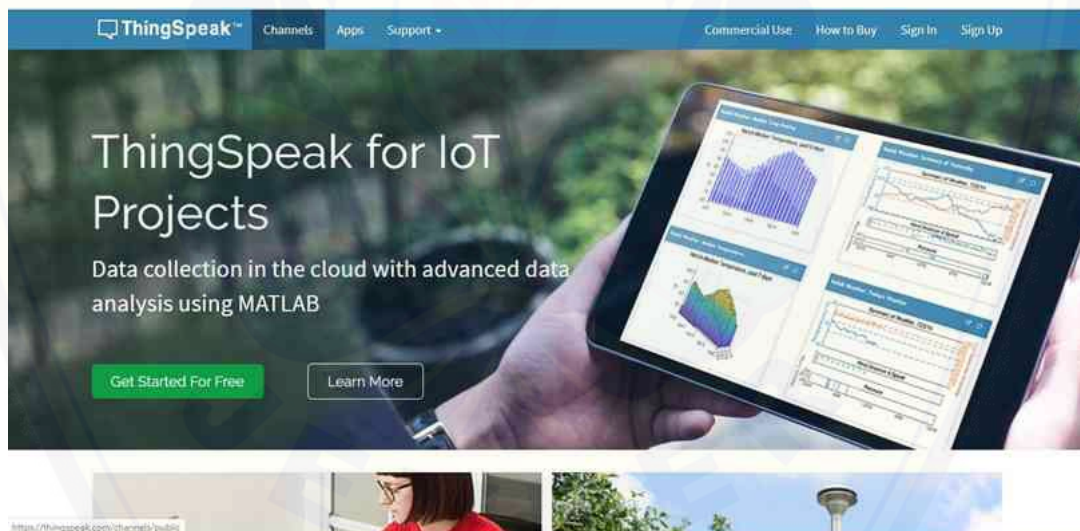 ThingSpeak™
Channels
Apps
Support
Commercial Use
How to Buy
Sign In
Sign Up
ThingSpeak for IoT
Projects
Data collection in the cloud with advanced data
analysis using MATLAB
Get Started For Free
Learn More
https://thingspeak.com/channels/public